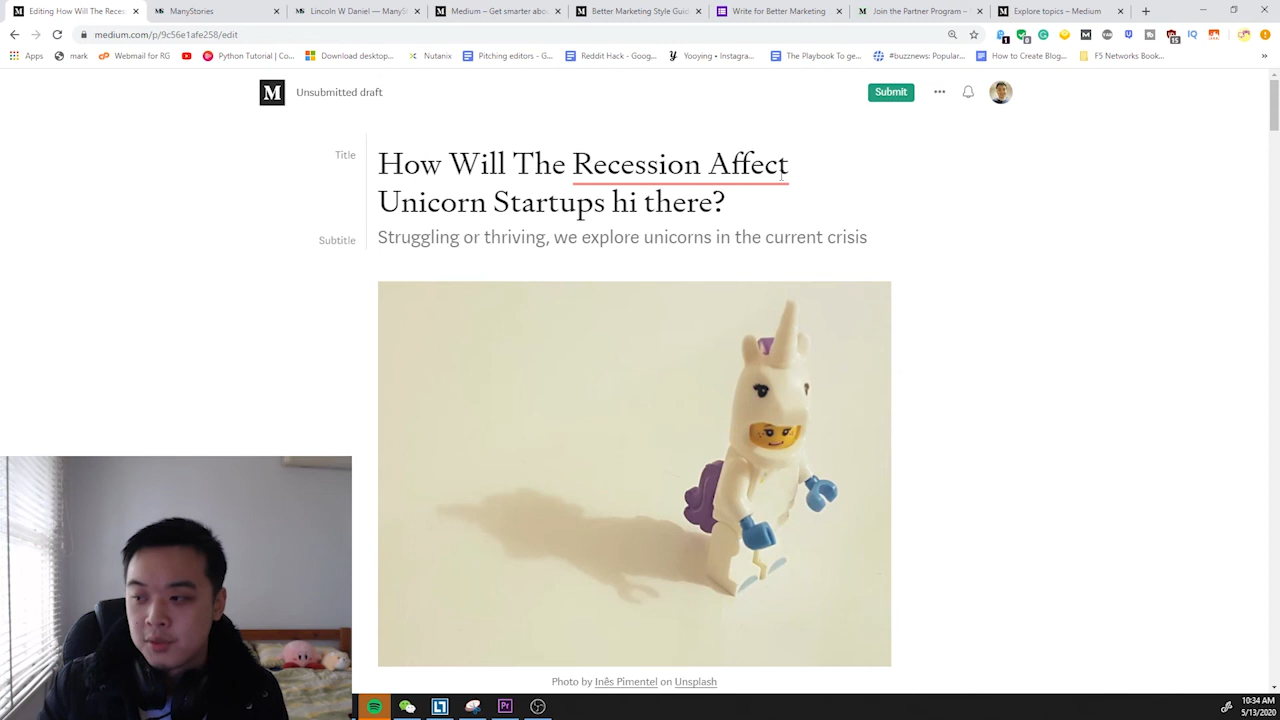 Editing How Will The Reces
ManyStories
Lincoln W Daniel — ManyS
Medium – Get smarter abou
Better Marketing Style Guid
Write for Better Marketing
Join the Partner Program –
Explore topics – Medium
medium.com/p/9c56e1afe258/edit
Apps
mark
Webmail for RG
Python Tutorial | Co...
Download desktop...
Nutanix
Pitching editors - G...
Reddit Hack - Goog...
Yooying • Instagra...
The Playbook To ge...
#buzznews: Popular...
How to Create Blog...
F5 Networks Book...
»
M
Unsubmitted draft
Submit
Title
How Will The Recession Affect
Unicorn Startups hi there?
Subtitle
Struggling or thriving, we explore unicorns in the current crisis
Photo by Inês Pimentel on Unsplash
10:34 AM
5/13/2020